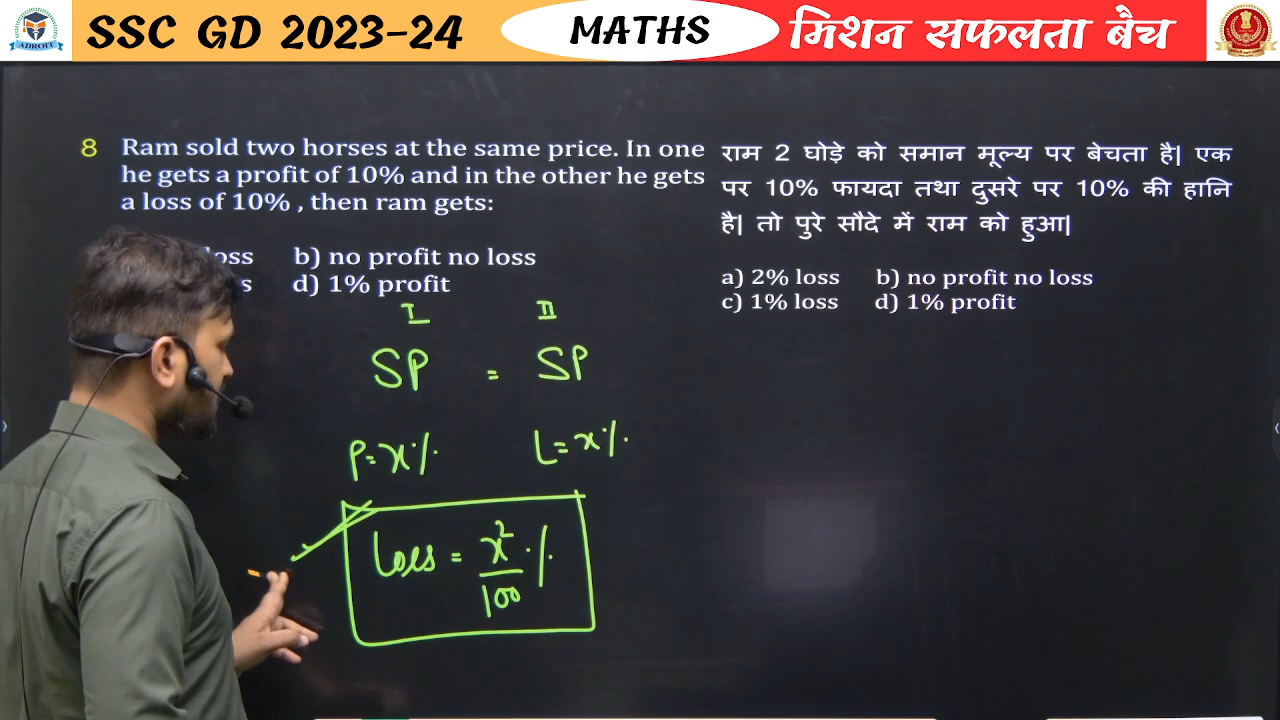 SSC GD 2023-24
MATHS
मिशन सफलता बैच
ADROIT
8 Ram sold two horses at the same price. In one
he gets a profit of 10% and in the other he gets
a loss of 10% , then ram gets:
loss b) no profit no loss
d) 1% profit
राम 2 घोड़े को समान मूल्य पर बेचता है| एक
पर 10% फायदा तथा दुसरे पर 10% की हानि
है| तो पुरे सौदे में राम को हुआ|
a) 2% loss b) no profit no loss
c) 1% loss d) 1% profit
I II
SP = SP
P=x% L=x%
Loss = x²/100 %